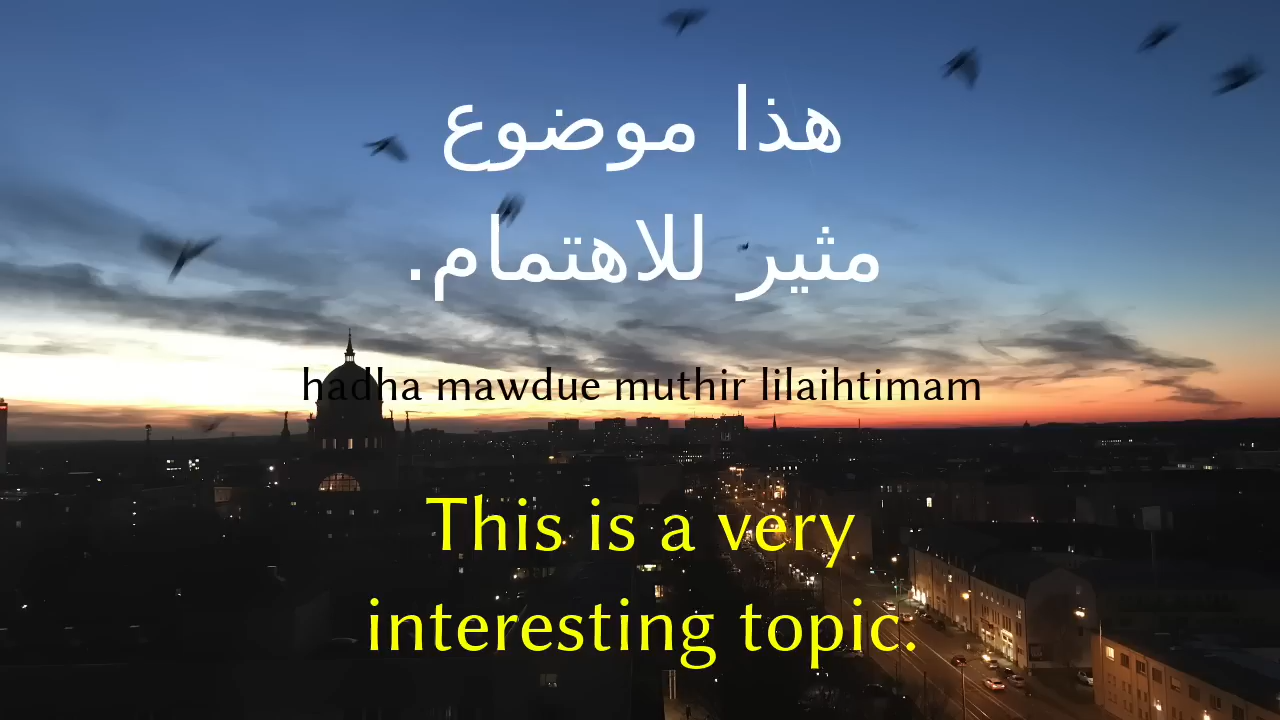 هذا موضوع
مثير للاهتمام.
hadha mawdue muthir lilaihtimam
This is a very
interesting topic.